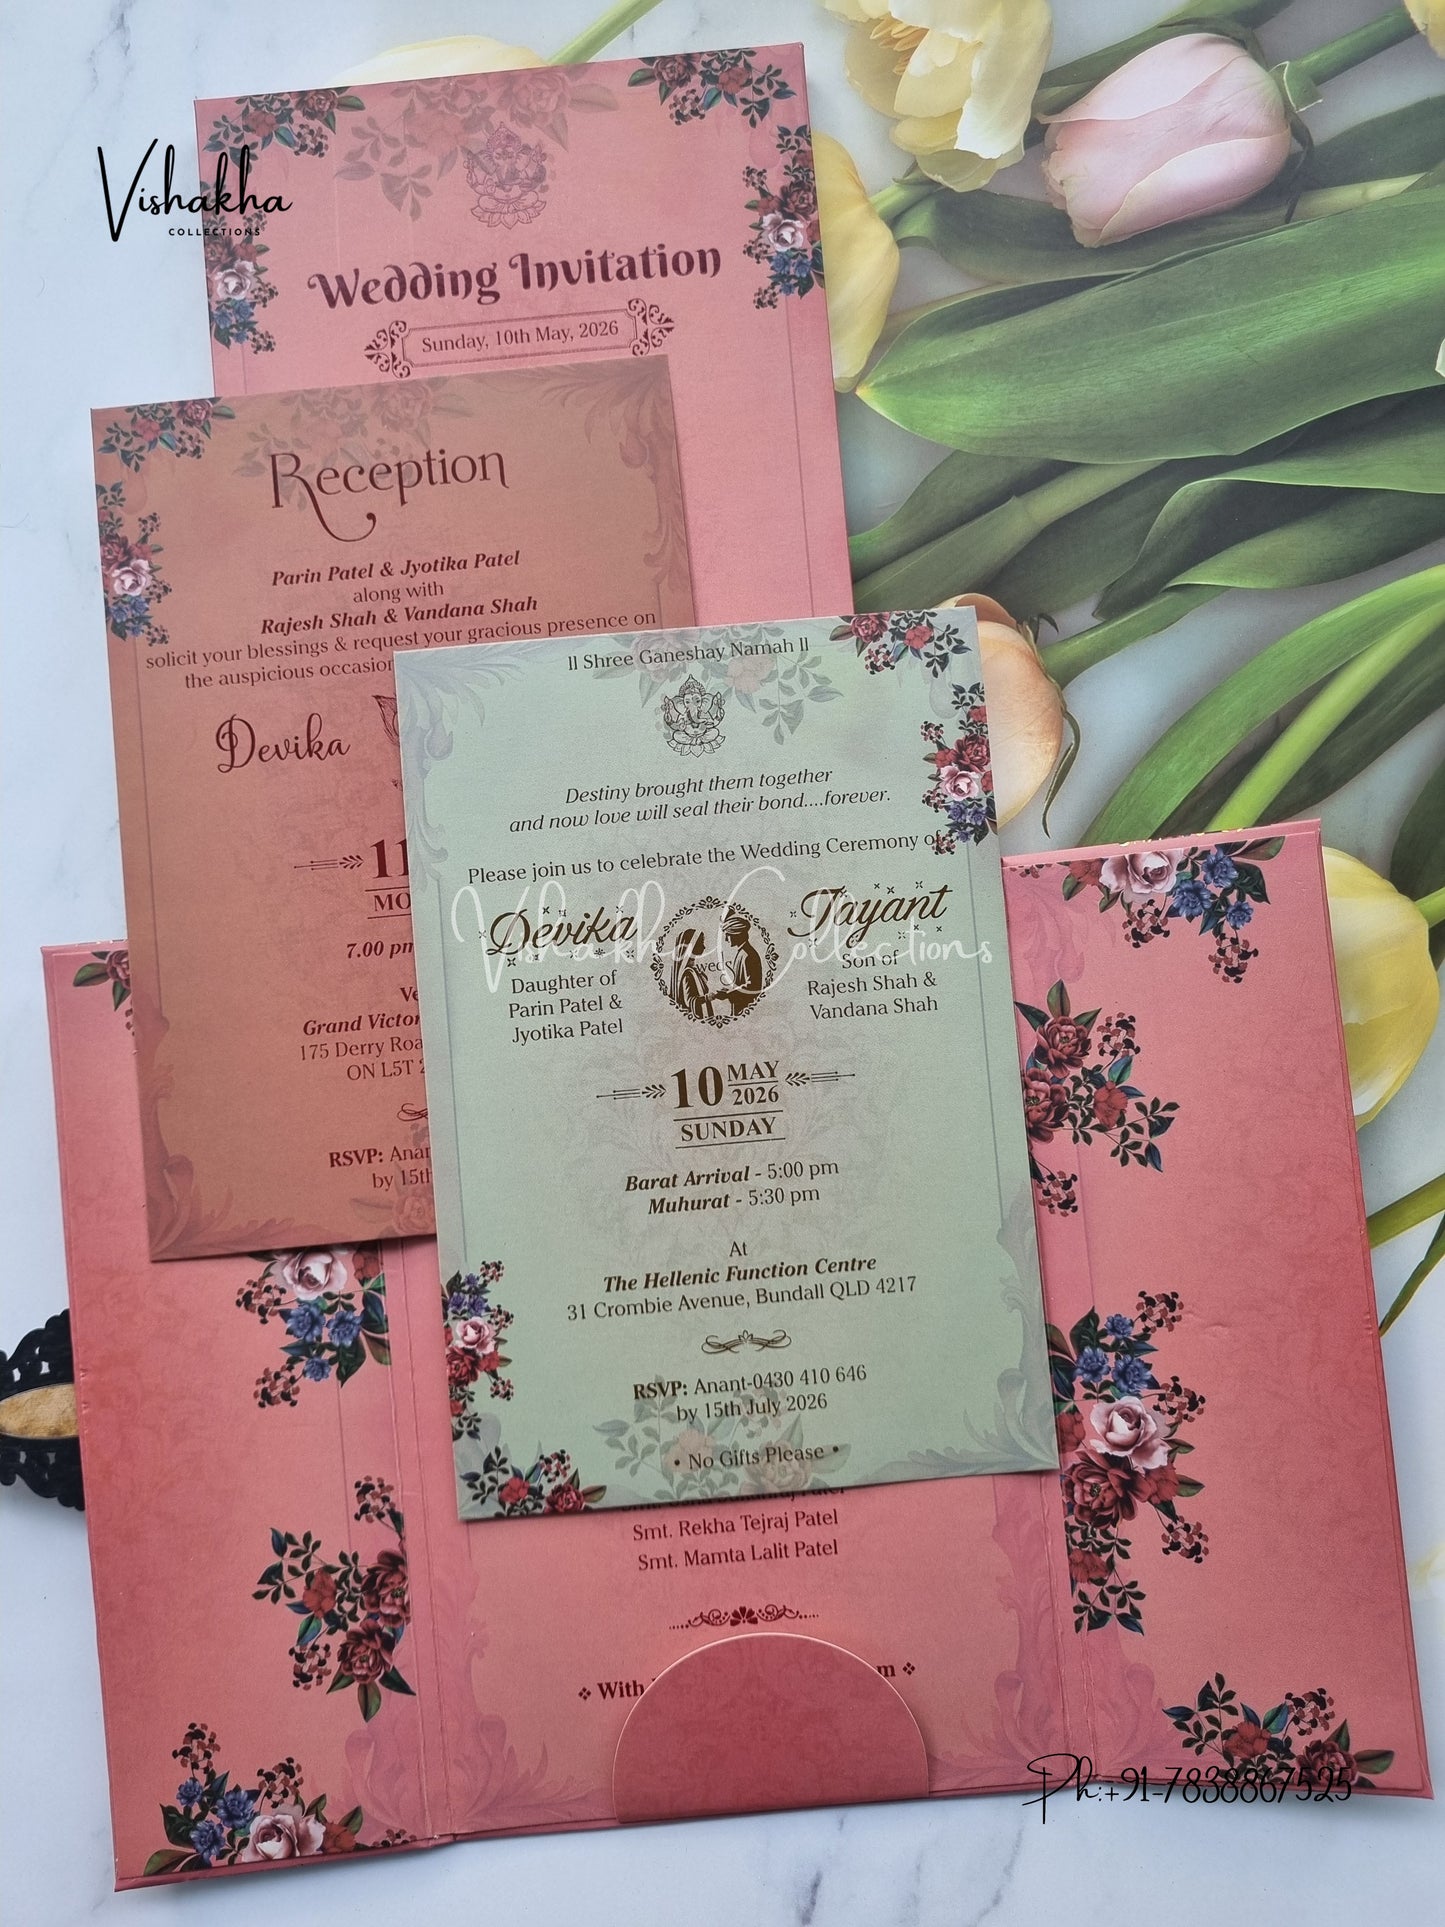 Vishakha
COLLECTIONS
Wedding Invitation
Sunday, 10th May, 2026
Reception
Parin Patel & Jyotika Patel
along with
Rajesh Shah & Vandana Shah
solicit your blessings & request your gracious presence on
the auspicious occasion
Devika
11
7.00 pm
Grand
175 Derry
ON L5T
RSVP:
by 15th
ll Shree Ganeshay Namah ll
Destiny brought them together
and now love will seal their bond....forever.
Please join us to celebrate the Wedding Ceremony of
Vishakha Collections
Devika
weds
Jayant
Daughter of
Parin Patel &
Jyotika Patel
Son of
Rajesh Shah &
Vandana Shah
10 MAY
2026
SUNDAY
Barat Arrival - 5:00 pm
Muhurat - 5:30 pm
At
The Hellenic Function Centre
31 Crombie Avenue, Bundall QLD 4217
RSVP: Anant-0430 410 646
by 15th July 2026
• No Gifts Please •
Smt. Rekha Tejraj Patel
Smt. Mamta Lalit Patel
With
Ph:+91-7838867525